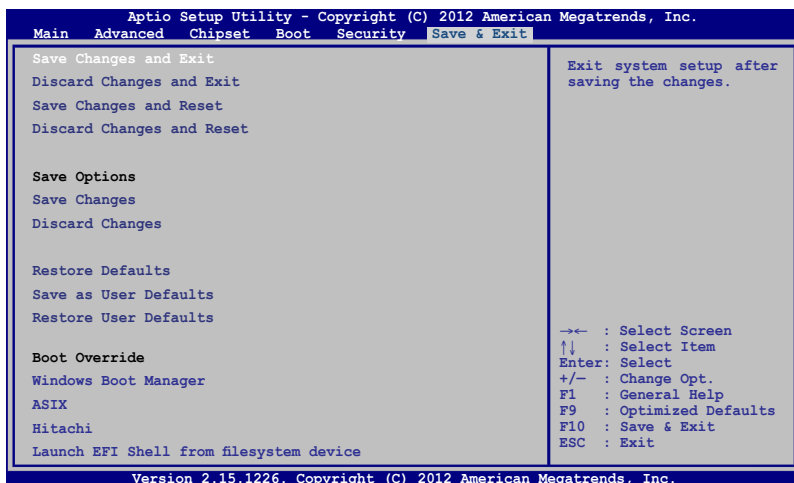 Aptio Setup Utility - Copyright (C) 2012 American Megatrends, Inc.
Main Advanced Chipset Boot Security Save & Exit
Save Changes and Exit
Discard Changes and Exit
Save Changes and Reset
Discard Changes and Reset
Save Options
Save Changes
Discard Changes
Restore Defaults
Save as User Defaults
Restore User Defaults
Boot Override
Windows Boot Manager
ASIX
Hitachi
Launch EFI Shell from filesystem device
Exit system setup after
saving the changes.
→← : Select Screen
↑↓ : Select Item
Enter: Select
+/— : Change Opt.
F1 : General Help
F9 : Optimized Defaults
F10 : Save & Exit
ESC : Exit
Version 2.15.1226. Copyright (C) 2012 American Megatrends, Inc.